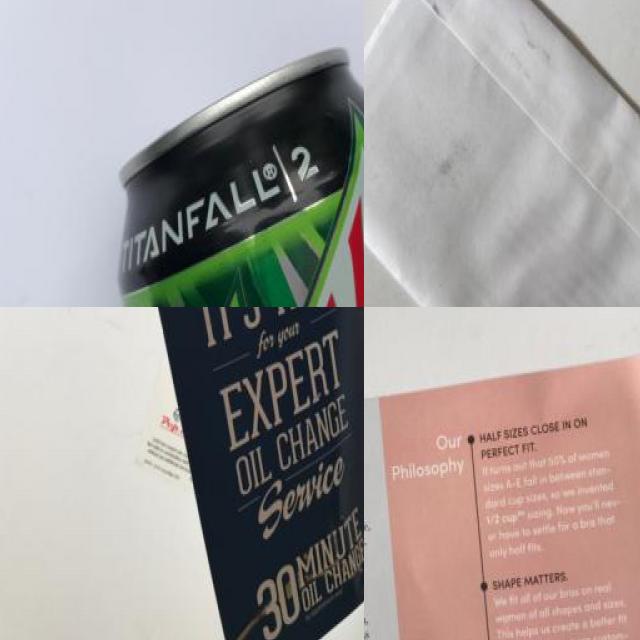 TITANFALL® 2
for your
EXPERT
OIL CHANGE
Service
30 MINUTE
OIL CHANGE
Our
Philosophy
HALF SIZES CLOSE IN ON
PERFECT FIT.
It turns out that 50% of women
sizes A-E fall in between stan-
dard cup sizes, so we invented
1/2 cup™ sizing. Now you'll nev-
er have to settle for a bra that
only half fits.
SHAPE MATTERS.
We fit all of our bras on real
women of all shapes and sizes.
This helps us create a better fit